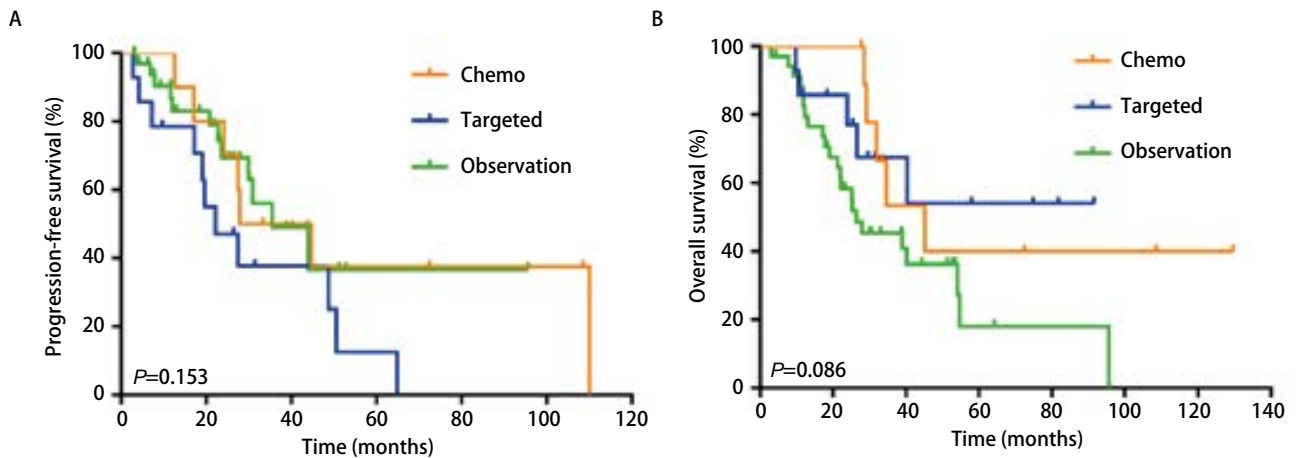 A
Progression-free survival (%)
100
80
60
40
20
0
Chemo
Targeted
Observation
P=0.153
0 20 40 60 80 100 120
Time (months)
B
Overall survival (%)
100
80
60
40
20
0
Chemo
Targeted
Observation
P=0.086
0 20 40 60 80 100 120 140
Time (months)